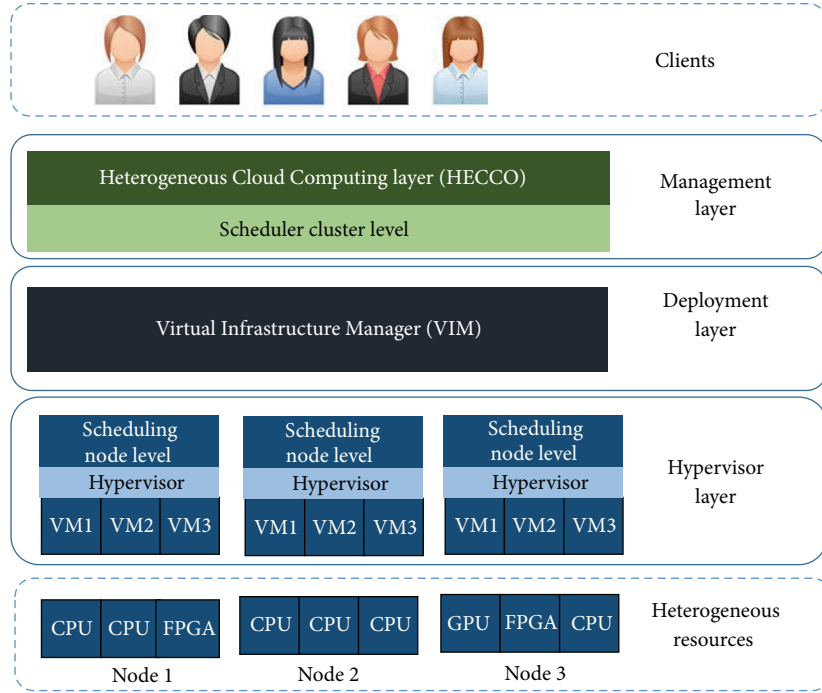 Clients
Heterogeneous Cloud Computing layer (HECCO)
Scheduler cluster level
Management
layer
Virtual Infrastructure Manager (VIM)
Deployment
layer
Scheduling
node level
Hypervisor
VM1 VM2 VM3
Scheduling
node level
Hypervisor
VM1 VM2 VM3
Scheduling
node level
Hypervisor
VM1 VM2 VM3
Hypervisor
layer
CPU CPU FPGA
Node 1
CPU CPU CPU
Node 2
GPU FPGA CPU
Node 3
Heterogeneous
resources